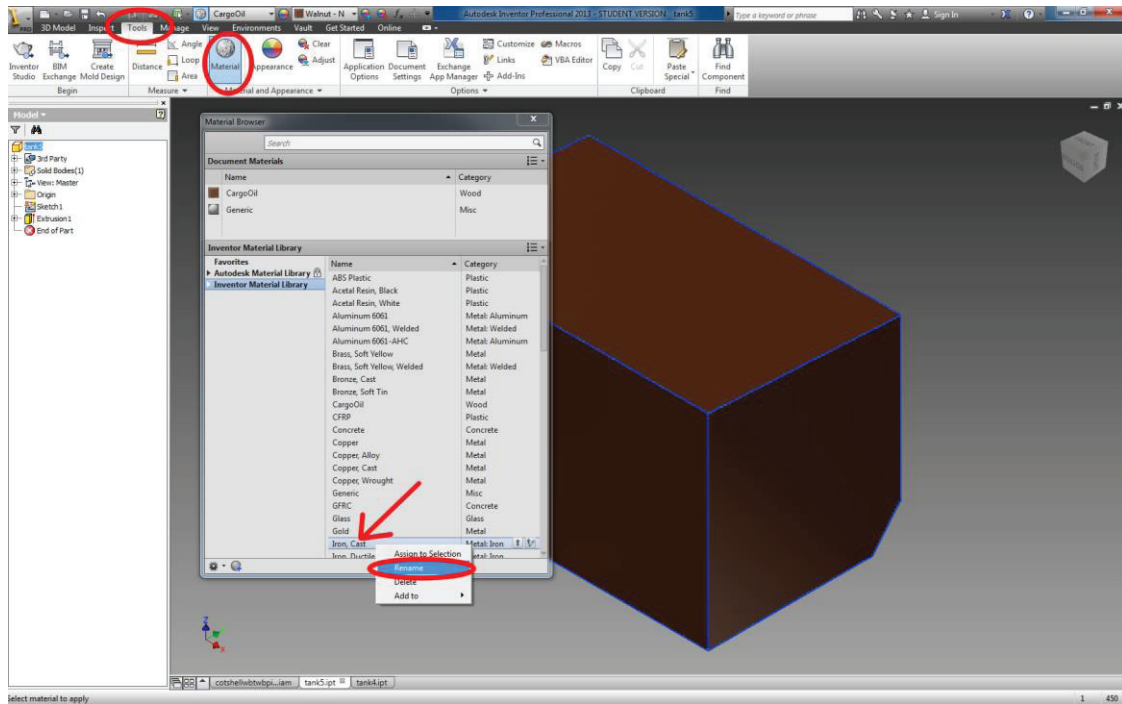 CargoOil Walnut - N Autodesk Inventor Professional 2013 - STUDENT VERSION tank5 Type a keyword or phrase Sign In
PRO 3D Model Inspect Tools Manage View Environments Vault Get Started Online
Inventor Studio
BIM Exchange
Create Mold Design
Begin
Distance
Angle
Loop
Area
Measure
Material
Appearance
Clear
Adjust
Material and Appearance
Application Options
Document Settings
Exchange App Manager
Customize
Links
Add-Ins
Macros
VBA Editor
Options
Copy
Cut
Paste Special
Clipboard
Find Component
Find
Model
tank5
3rd Party
Solid Bodies(1)
View: Master
Origin
Sketch1
Extrusion1
End of Part
Material Browser
Search
Document Materials
Name Category
CargoOil Wood
Generic Misc
Inventor Material Library
Favorites
Autodesk Material Library
Inventor Material Library
Name Category
ABS Plastic Plastic
Acetal Resin, Black Plastic
Acetal Resin, White Plastic
Aluminum 6061 Metal: Aluminum
Aluminum 6061, Welded Metal: Welded
Aluminum 6061-AHC Metal: Aluminum
Brass, Soft Yellow Metal
Brass, Soft Yellow, Welded Metal: Welded
Bronze, Cast Metal
Bronze, Soft Tin Metal
CargoOil Wood
CFRP Plastic
Concrete Concrete
Copper Metal
Copper, Alloy Metal
Copper, Cast Metal
Copper, Wrought Metal
Generic Misc
GFRC Concrete
Glass Glass
Gold Metal
Iron, Cast Metal: Iron
Iron, Ductile Metal: Iron
Assign to Selection
Rename
Delete
Add to
Z
X
cotshellwbtwbpi...iam tank5.ipt tank4.ipt
Select material to apply 1 450